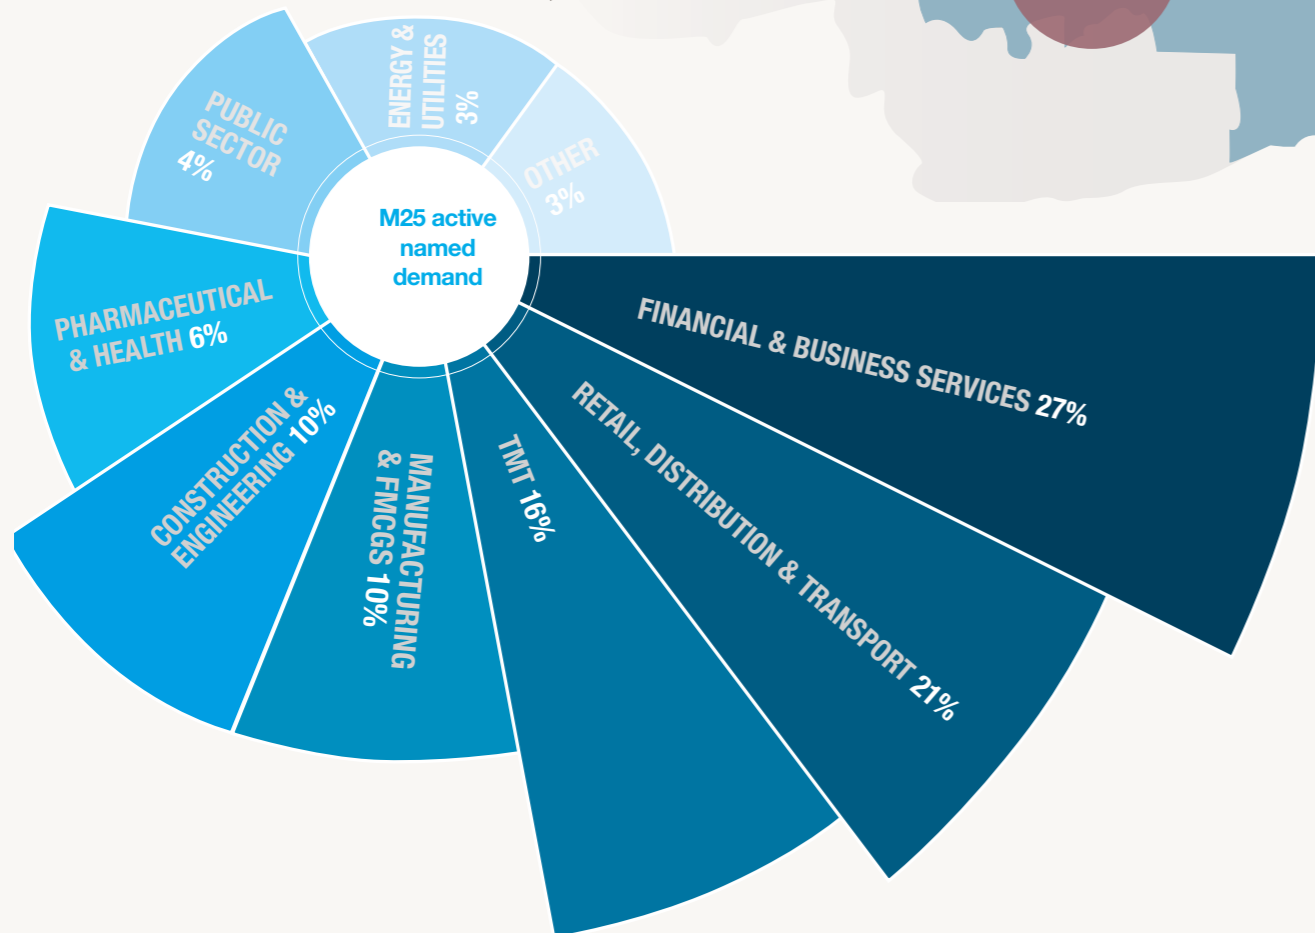 M25 active
named
demand
FINANCIAL & BUSINESS SERVICES 27%
RETAIL, DISTRIBUTION & TRANSPORT 21%
TMT 16%
MANUFACTURING
& FMCGS 10%
CONSTRUCTION &
ENGINEERING 10%
PHARMACEUTICAL
& HEALTH 6%
PUBLIC
SECTOR
4%
ENERGY &
UTILITIES
3%
OTHER
3%